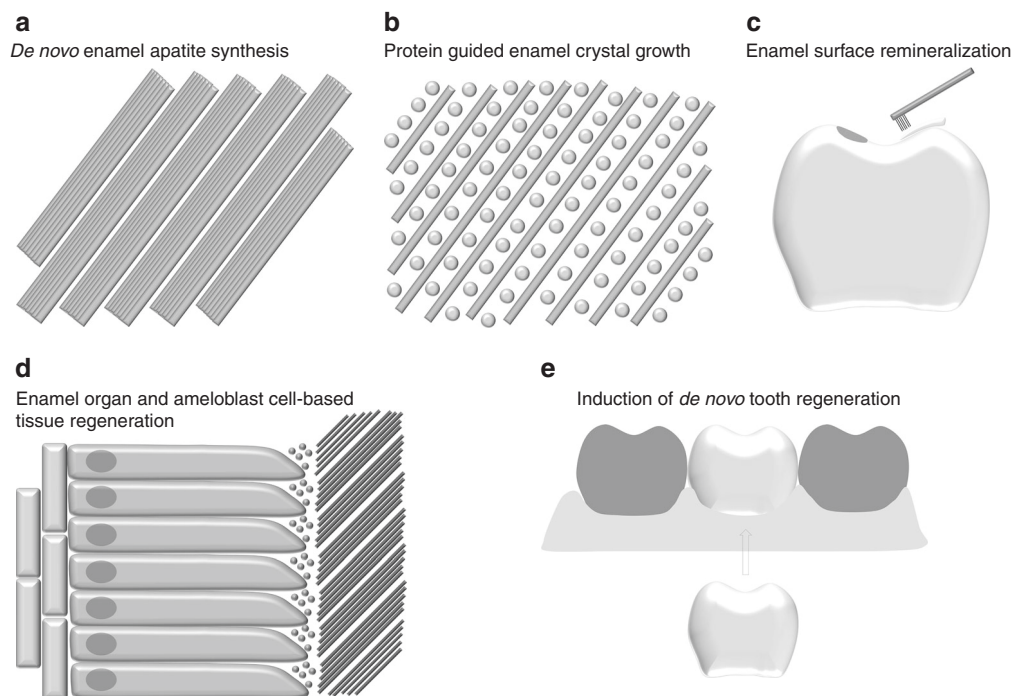 a
De novo enamel apatite synthesis
b
Protein guided enamel crystal growth
c
Enamel surface remineralization
d
Enamel organ and ameloblast cell-based
tissue regeneration
e
Induction of de novo tooth regeneration